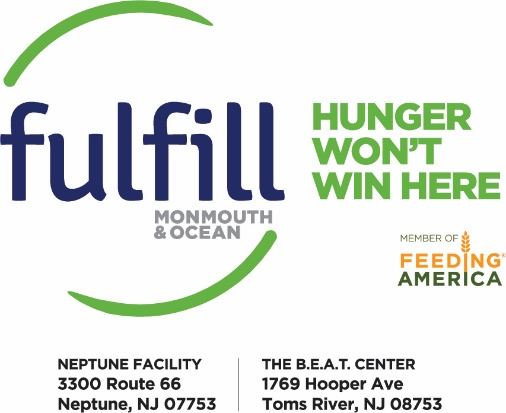 fulfill
MONMOUTH
& OCEAN
HUNGER
WON'T
WIN HERE
MEMBER OF
FEEDING®
AMERICA
NEPTUNE FACILITY
3300 Route 66
Neptune, NJ 07753
THE B.E.A.T. CENTER
1769 Hooper Ave
Toms River, NJ 08753